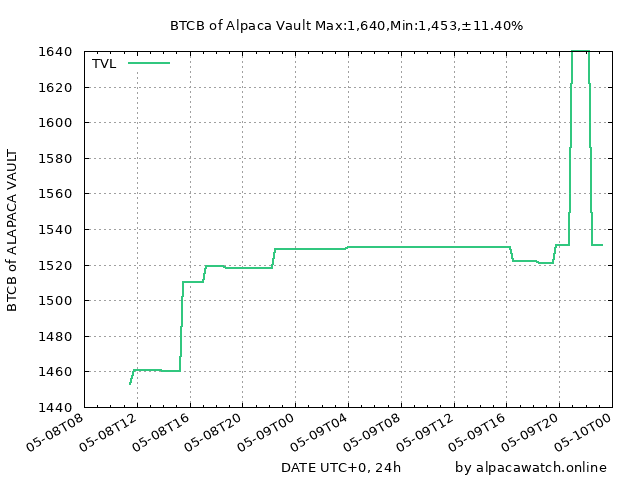 BTCB of Alpaca Vault Max:1,640,Min:1,453,±11.40%
TVL
1640
1620
1600
1580
1560
1540
1520
1500
1480
1460
1440
BTCB of ALAPACA VAULT
05-08T08
05-08T12
05-08T16
05-08T20
05-09T00
05-09T04
05-09T08
05-09T12
05-09T16
05-09T20
05-10T00
DATE UTC+0, 24h by alpacawatch.online